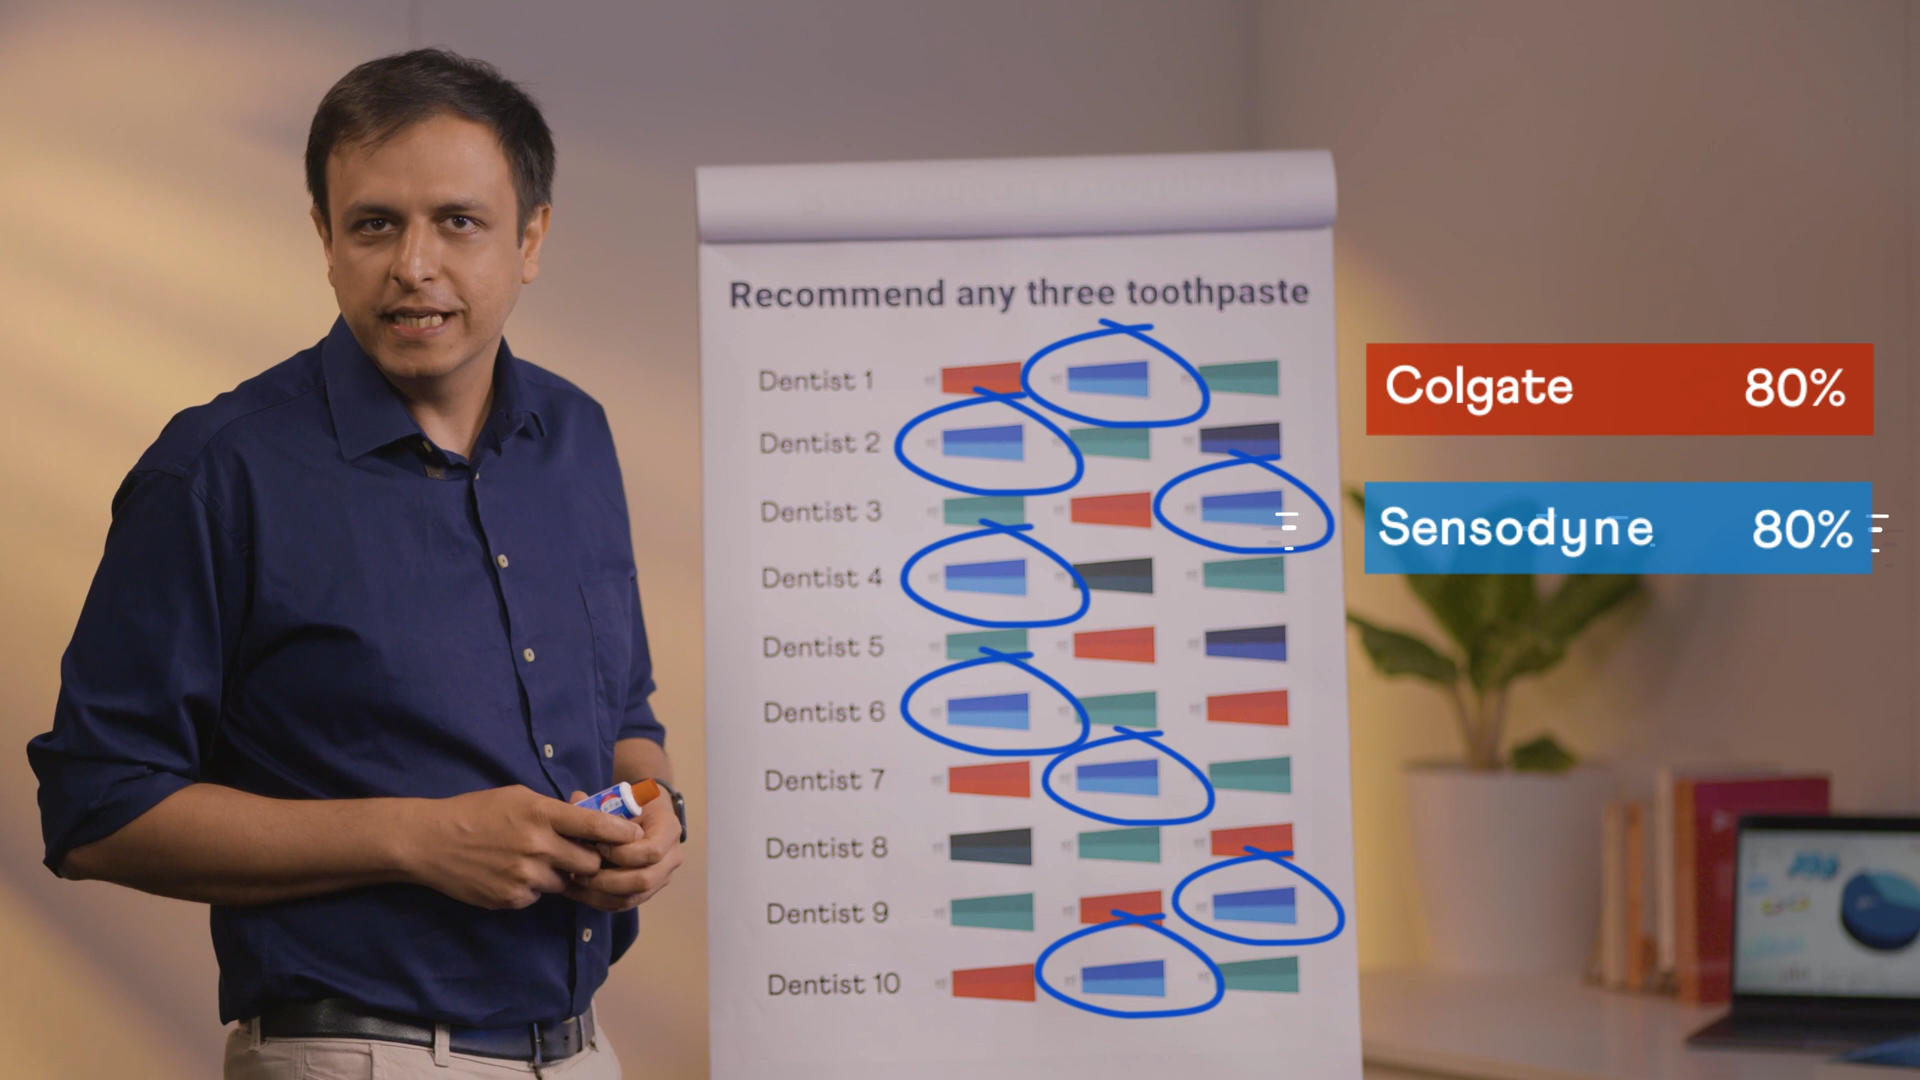 Recommend any three toothpaste
Dentist 1
Dentist 2
Dentist 3
Dentist 4
Dentist 5
Dentist 6
Dentist 7
Dentist 8
Dentist 9
Dentist 10
Colgate 80%
Sensodyne 80%